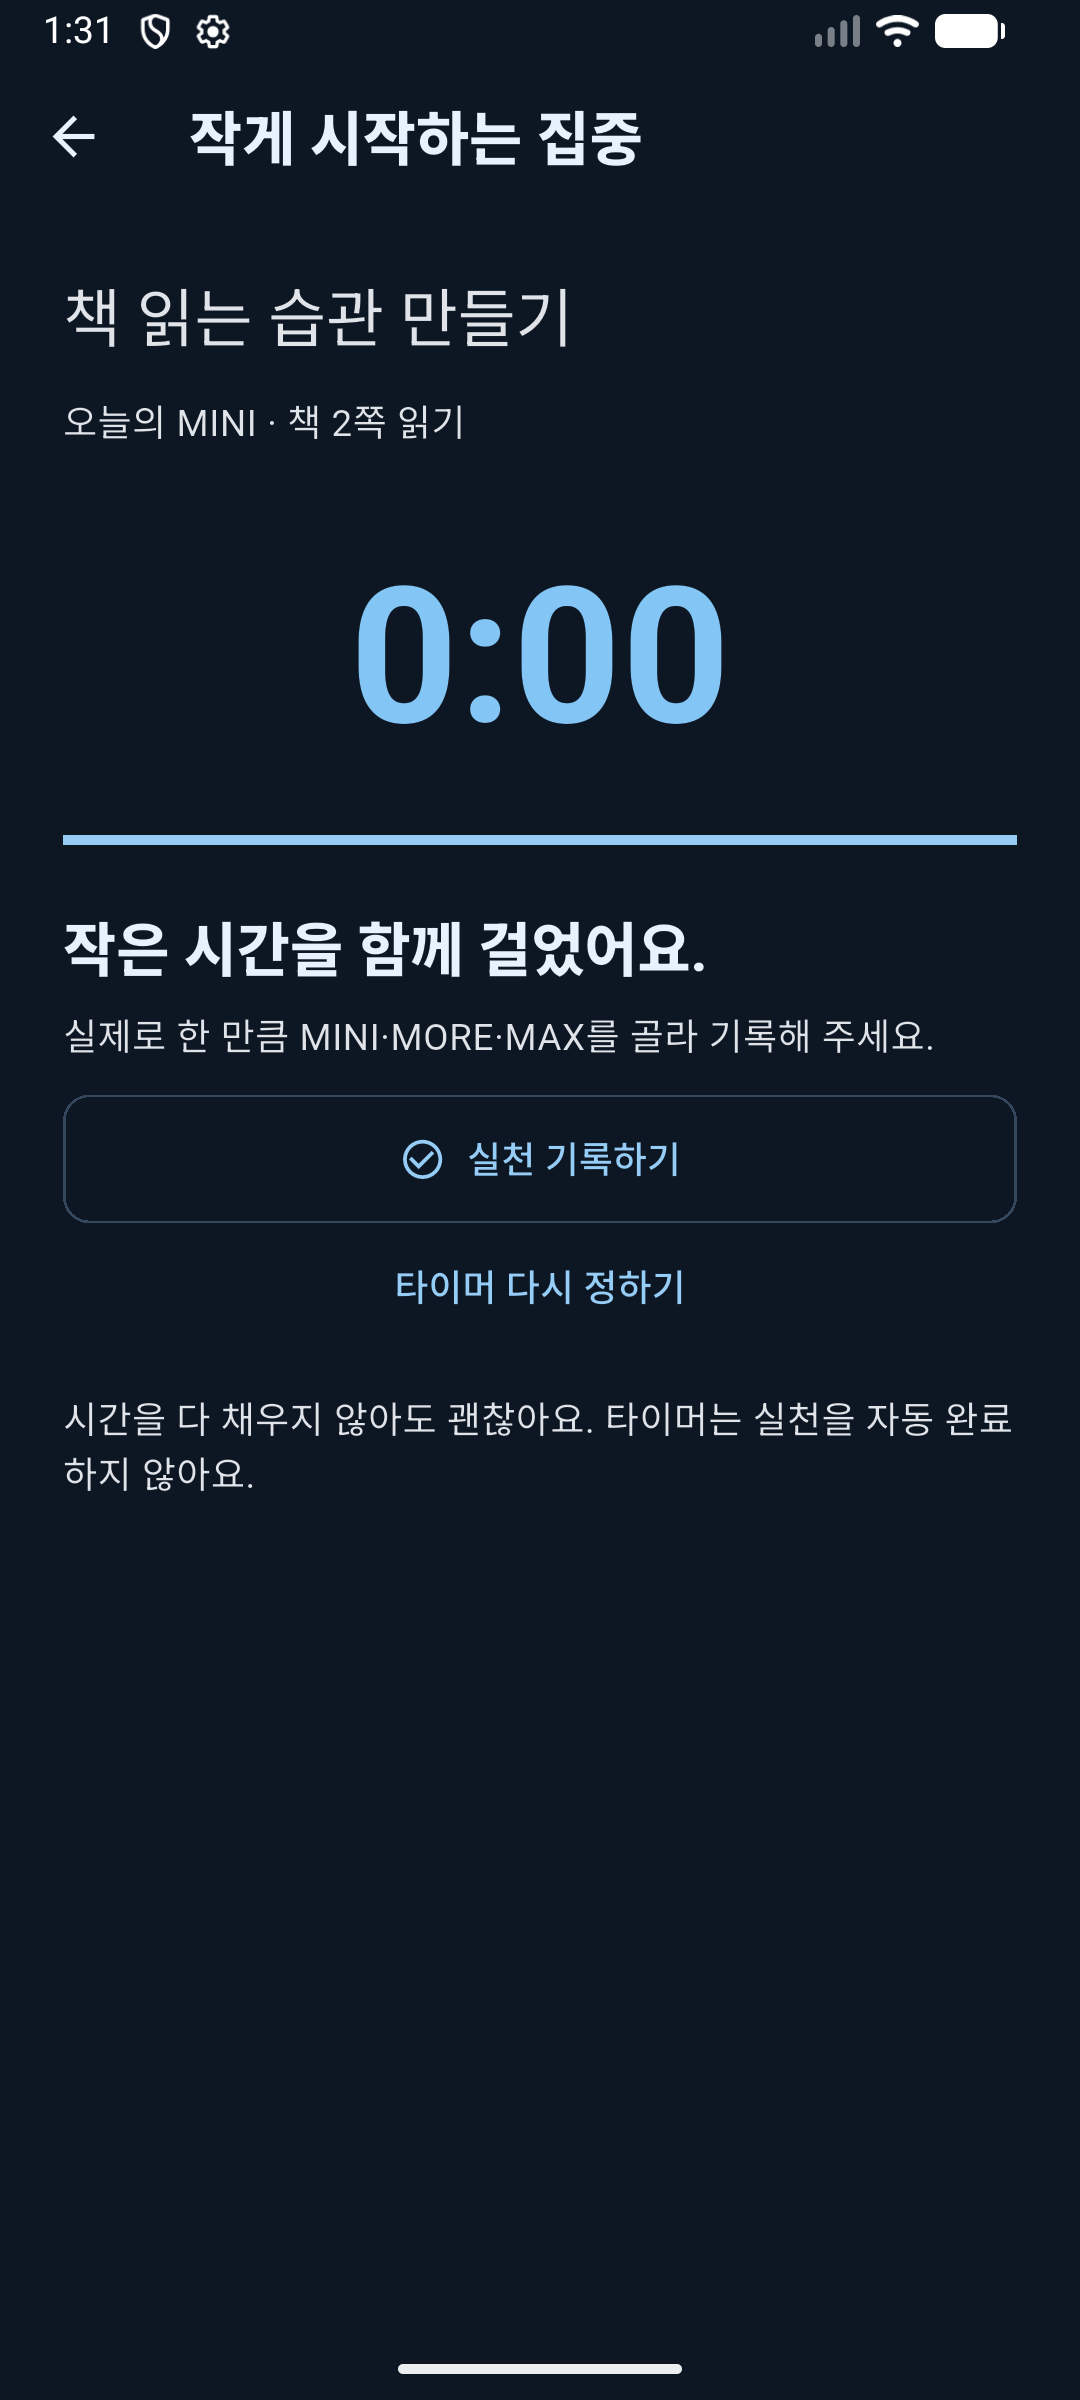 1:31
작게 시작하는 집중
책 읽는 습관 만들기
오늘의 MINI · 책 2쪽 읽기
0:00
작은 시간을 함께 걸었어요.
실제로 한 만큼 MINI·MORE·MAX를 골라 기록해 주세요.
실천 기록하기
타이머 다시 정하기
시간을 다 채우지 않아도 괜찮아요. 타이머는 실천을 자동 완료
하지 않아요.